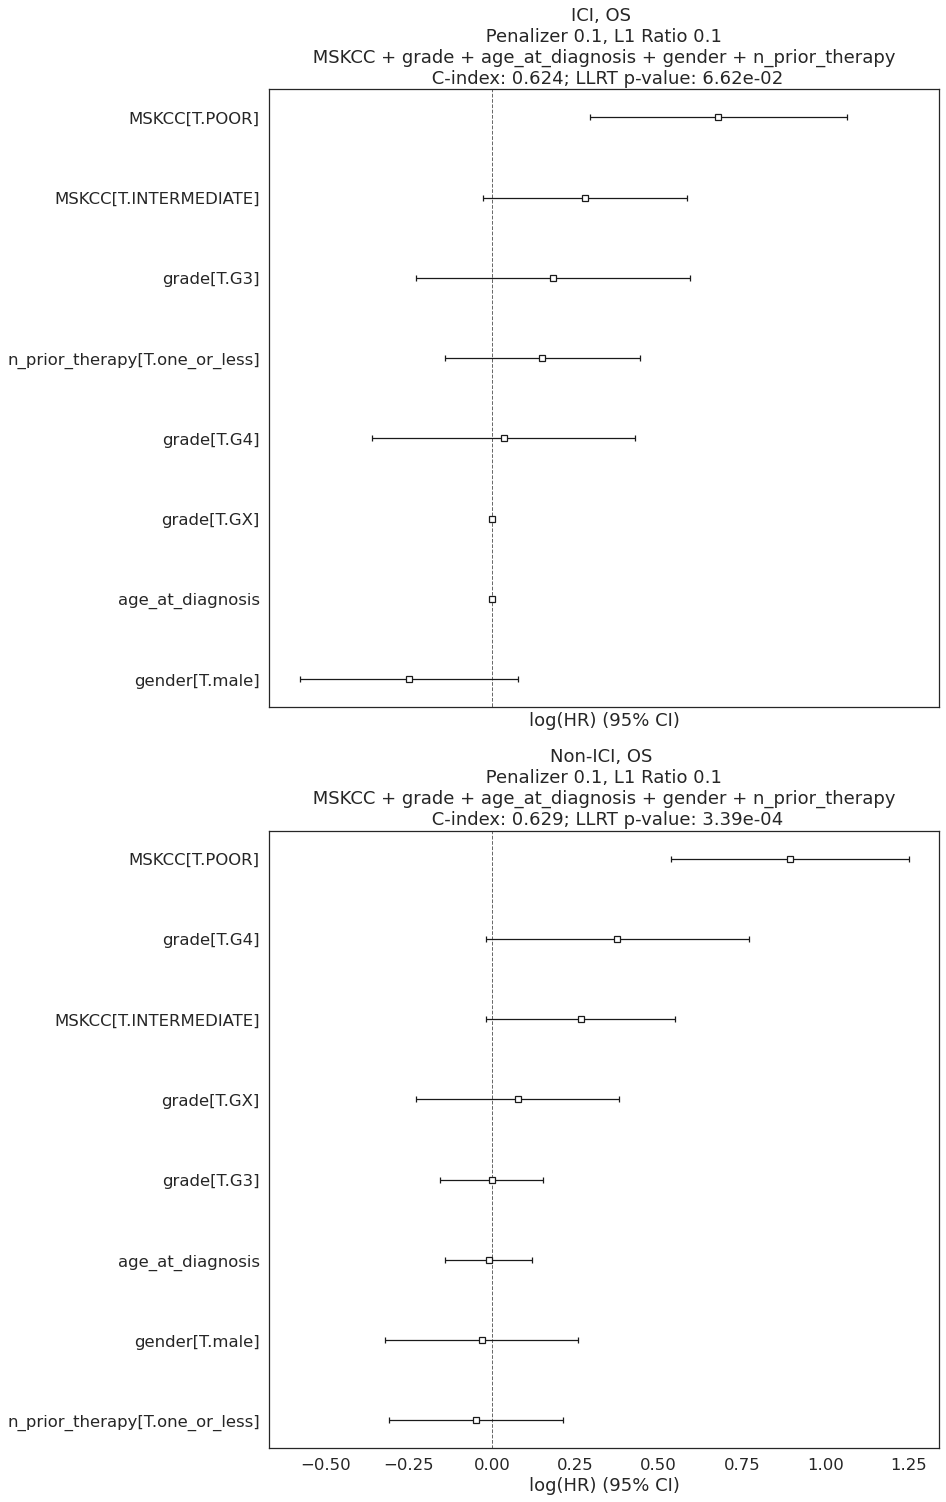 ICI, OS
Penalizer 0.1, L1 Ratio 0.1
MSKCC + grade + age_at_diagnosis + gender + n_prior_therapy
C-index: 0.624; LLRT p-value: 6.62e-02
MSKCC[T.POOR]
MSKCC[T.INTERMEDIATE]
grade[T.G3]
n_prior_therapy[T.one_or_less]
grade[T.G4]
grade[T.GX]
age_at_diagnosis
gender[T.male]
log(HR) (95% CI)
Non-ICI, OS
Penalizer 0.1, L1 Ratio 0.1
MSKCC + grade + age_at_diagnosis + gender + n_prior_therapy
C-index: 0.629; LLRT p-value: 3.39e-04
MSKCC[T.POOR]
grade[T.G4]
MSKCC[T.INTERMEDIATE]
grade[T.GX]
grade[T.G3]
age_at_diagnosis
gender[T.male]
n_prior_therapy[T.one_or_less]
−0.50 −0.25 0.00 0.25 0.50 0.75 1.00 1.25
log(HR) (95% CI)